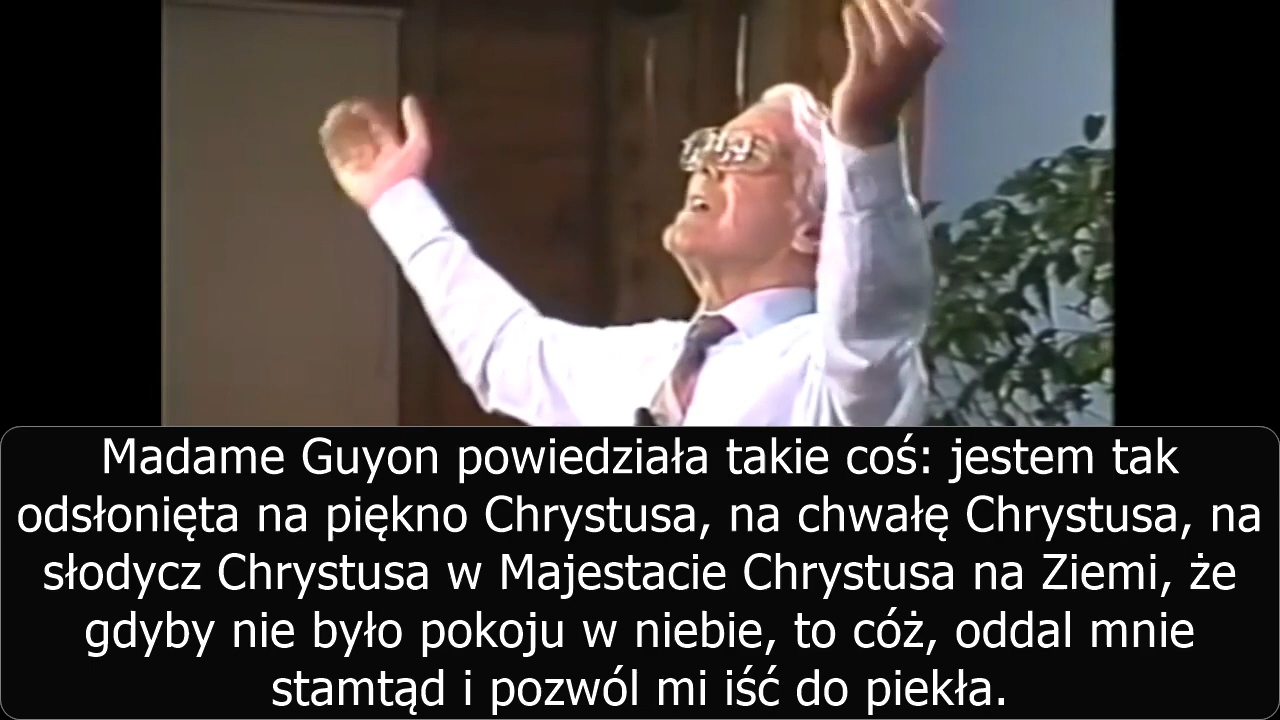 Madame Guyon powiedziała takie coś: jestem tak
odsłonięta na piękno Chrystusa, na chwałę Chrystusa, na
słodycz Chrystusa w Majestacie Chrystusa na Ziemi, że
gdyby nie było pokoju w niebie, to cóż, oddal mnie
stamtąd i pozwól mi iść do piekła.